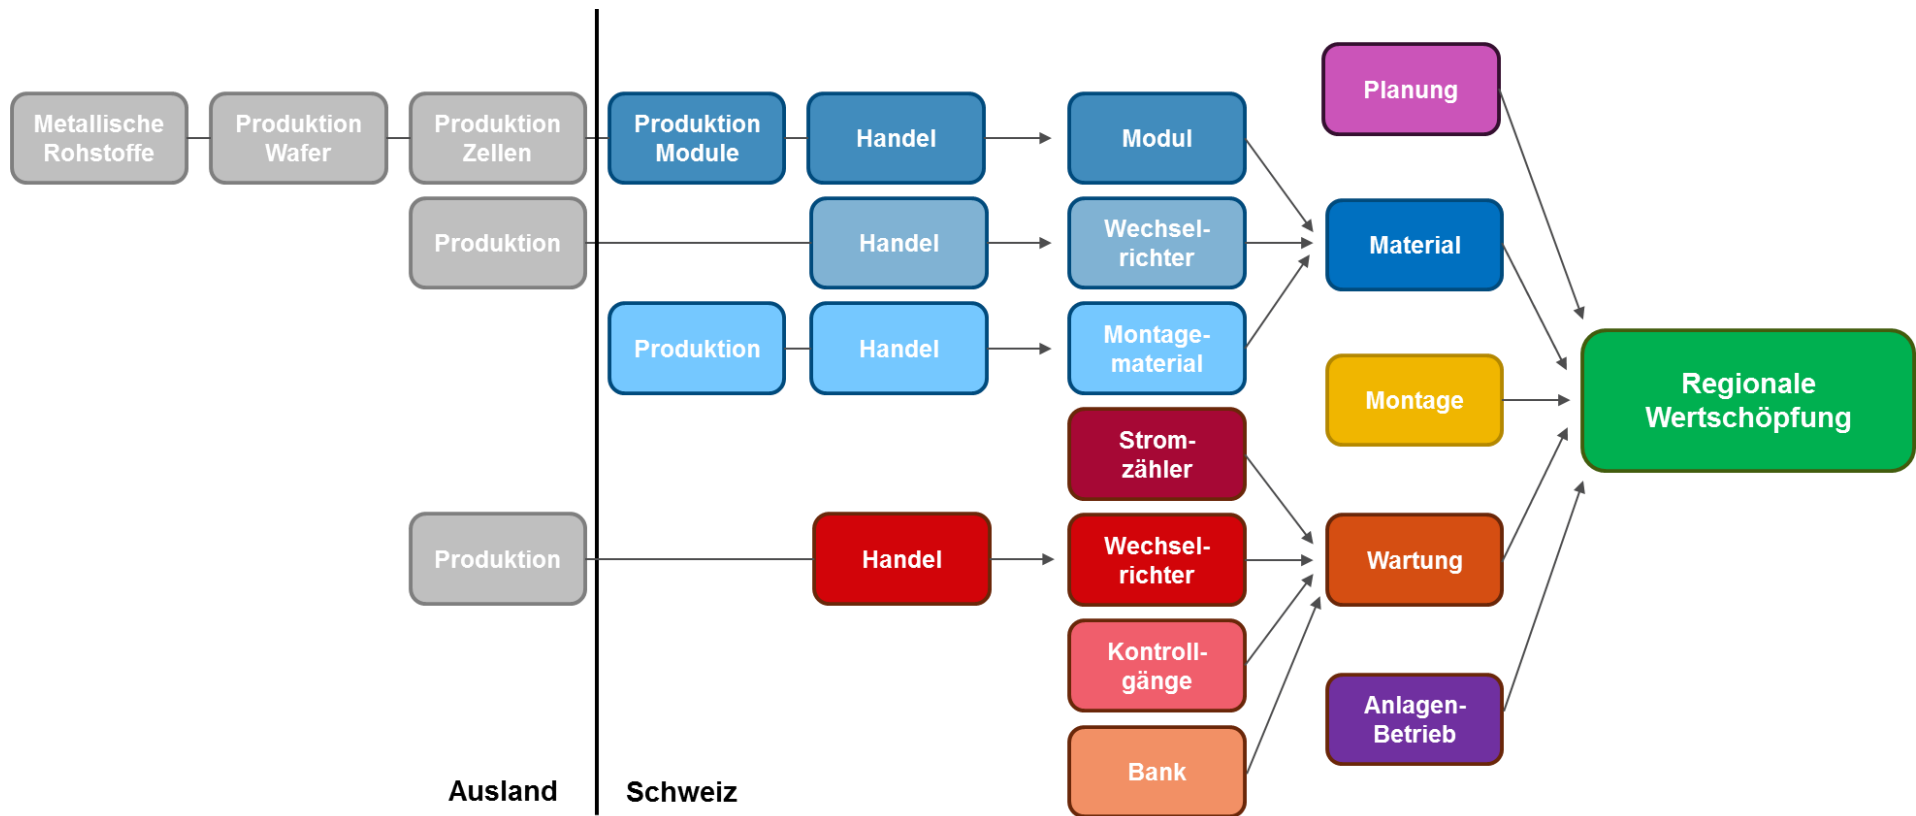 Planung
Metallische
Rohstoffe
Produktion
Wafer
Produktion
Zellen
Produktion
Module
Handel
Modul
Produktion
Handel
Wechsel-
richter
Material
Produktion
Handel
Montage-
material
Regionale
Wertschöpfung
Montage
Strom-
zähler
Produktion
Handel
Wechsel-
richter
Wartung
Kontroll-
gänge
Anlagen-
Betrieb
Bank
Ausland
Schweiz